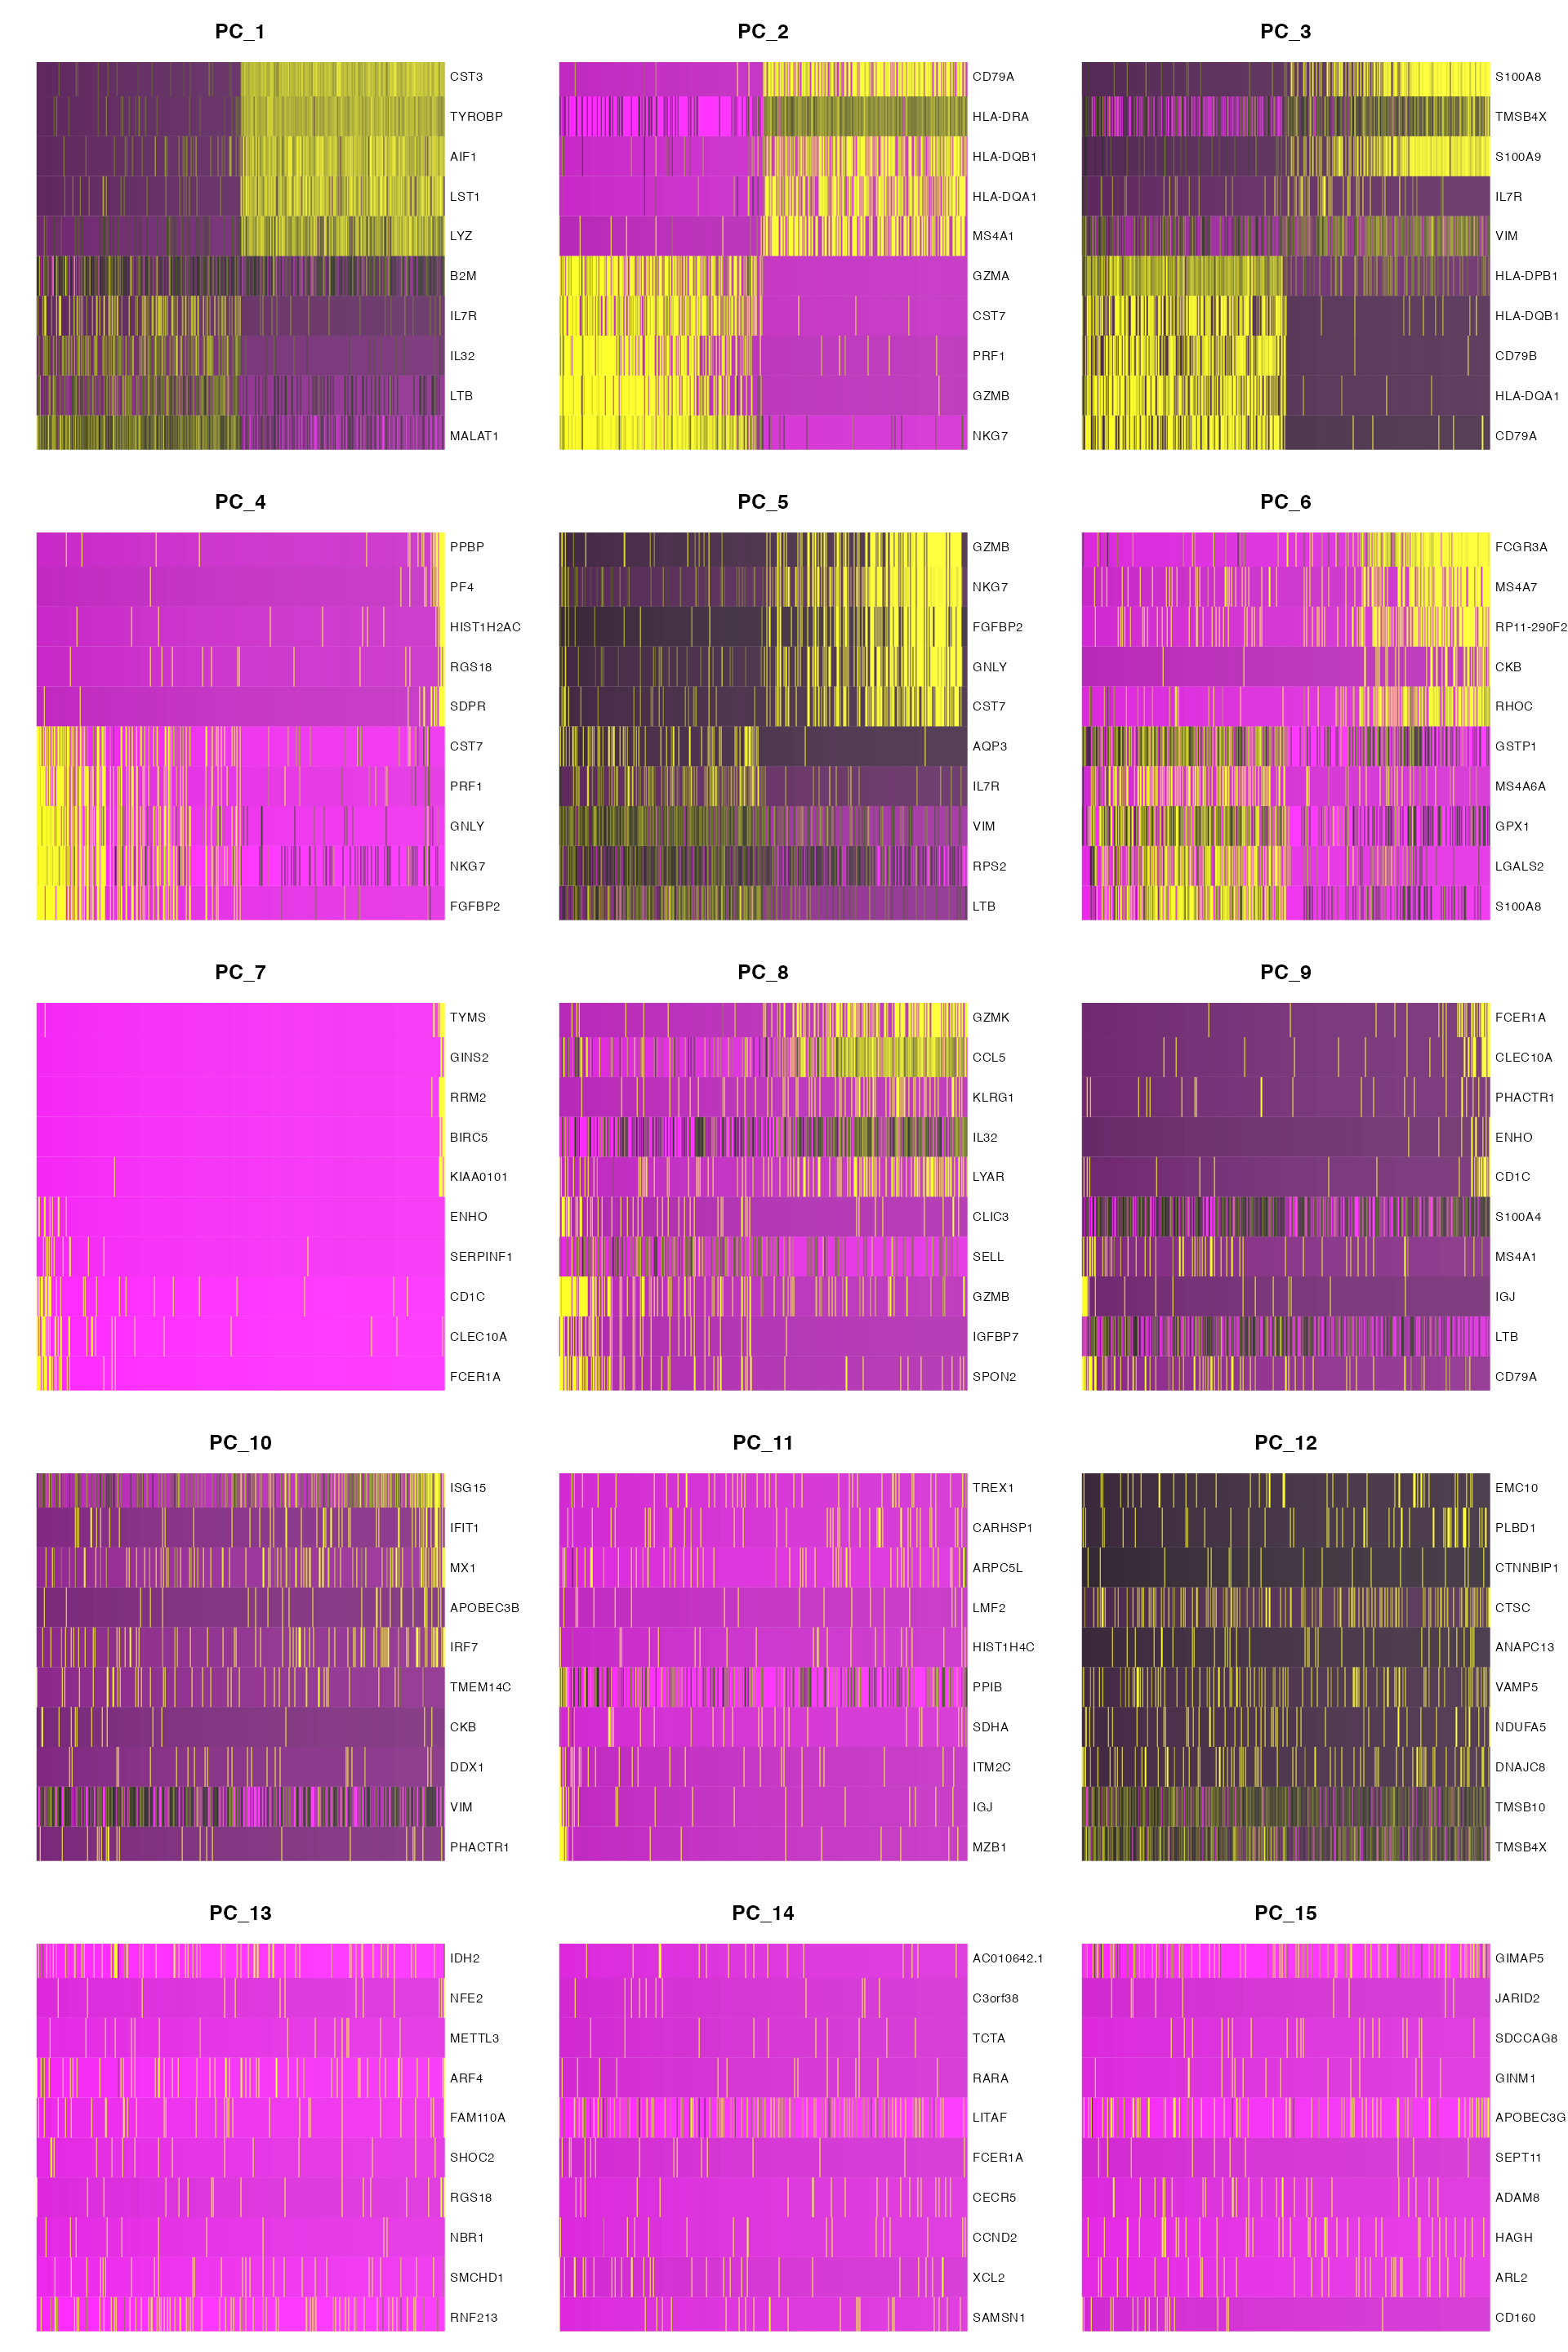 PC_1
CST3
TYROBP
AIF1
LST1
LYZ
B2M
IL7R
IL32
LTB
MALAT1
PC_2
CD79A
HLA-DRA
HLA-DQB1
HLA-DQA1
MS4A1
GZMA
CST7
PRF1
GZMB
NKG7
PC_3
S100A8
TMSB4X
S100A9
IL7R
VIM
HLA-DPB1
HLA-DQB1
CD79B
HLA-DQA1
CD79A
PC_4
PPBP
PF4
HIST1H2AC
RGS18
SDPR
CST7
PRF1
GNLY
NKG7
FGFBP2
PC_5
GZMB
NKG7
FGFBP2
GNLY
CST7
AQP3
IL7R
VIM
RPS2
LTB
PC_6
FCGR3A
MS4A7
RP11-290F2
CKB
RHOC
GSTP1
MS4A6A
GPX1
LGALS2
S100A8
PC_7
TYMS
GINS2
RRM2
BIRC5
KIAA0101
ENHO
SERPINF1
CD1C
CLEC10A
FCER1A
PC_8
GZMK
CCL5
KLRG1
IL32
LYAR
CLIC3
SELL
GZMB
IGFBP7
SPON2
PC_9
FCER1A
CLEC10A
PHACTR1
ENHO
CD1C
S100A4
MS4A1
IGJ
LTB
CD79A
PC_10
ISG15
IFIT1
MX1
APOBEC3B
IRF7
TMEM14C
CKB
DDX1
VIM
PHACTR1
PC_11
TREX1
CARHSP1
ARPC5L
LMF2
HIST1H4C
PPIB
SDHA
ITM2C
IGJ
MZB1
PC_12
EMC10
PLBD1
CTNNBIP1
CTSC
ANAPC13
VAMP5
NDUFA5
DNAJC8
TMSB10
TMSB4X
PC_13
IDH2
NFE2
METTL3
ARF4
FAM110A
SHOC2
RGS18
NBR1
SMCHD1
RNF213
PC_14
AC010642.1
C3orf38
TCTA
RARA
LITAF
FCER1A
CECR5
CCND2
XCL2
SAMSN1
PC_15
GIMAP5
JARID2
SDCCAG8
GINM1
APOBEC3G
SEPT11
ADAM8
HAGH
ARL2
CD160